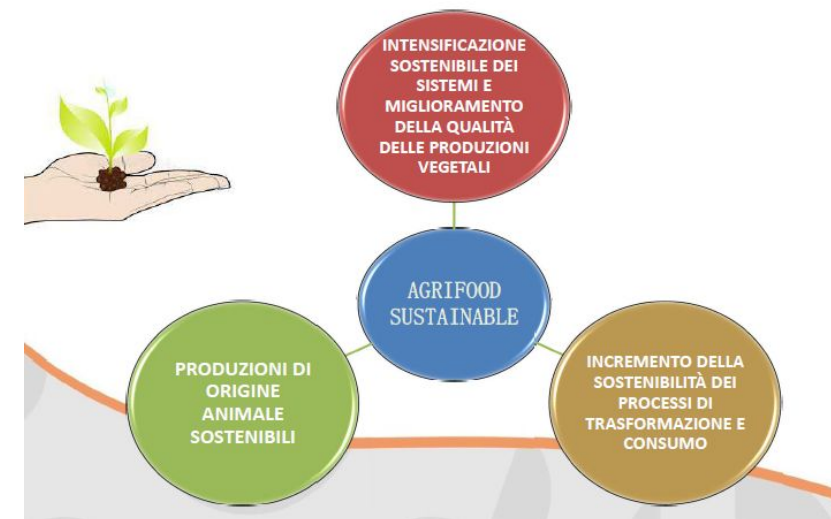 INTENSIFICAZIONE
SOSTENIBILE DEI
SISTEMI E
MIGLIORAMENTO
DELLA QUALITÀ
DELLE PRODUZIONI
VEGETALI
AGRIFOOD
SUSTAINABLE
PRODUZIONI DI
ORIGINE
ANIMALE
SOSTENIBILI
INCREMENTO DELLA
SOSTENIBILITÀ DEI
PROCESSI DI
TRASFORMAZIONE E
CONSUMO